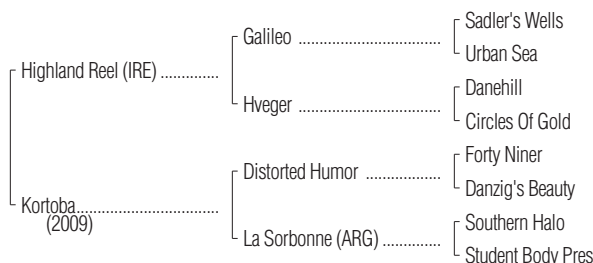 Sadler's Wells
Galileo ................................
Urban Sea
Highland Reel (IRE) ..............
Danehill
Hveger ................................
Circles Of Gold
Forty Niner
Distorted Humor .................
Danzig's Beauty
Kortoba..................................
(2009)
Southern Halo
La Sorbonne (ARG) .............
Student Body Pres